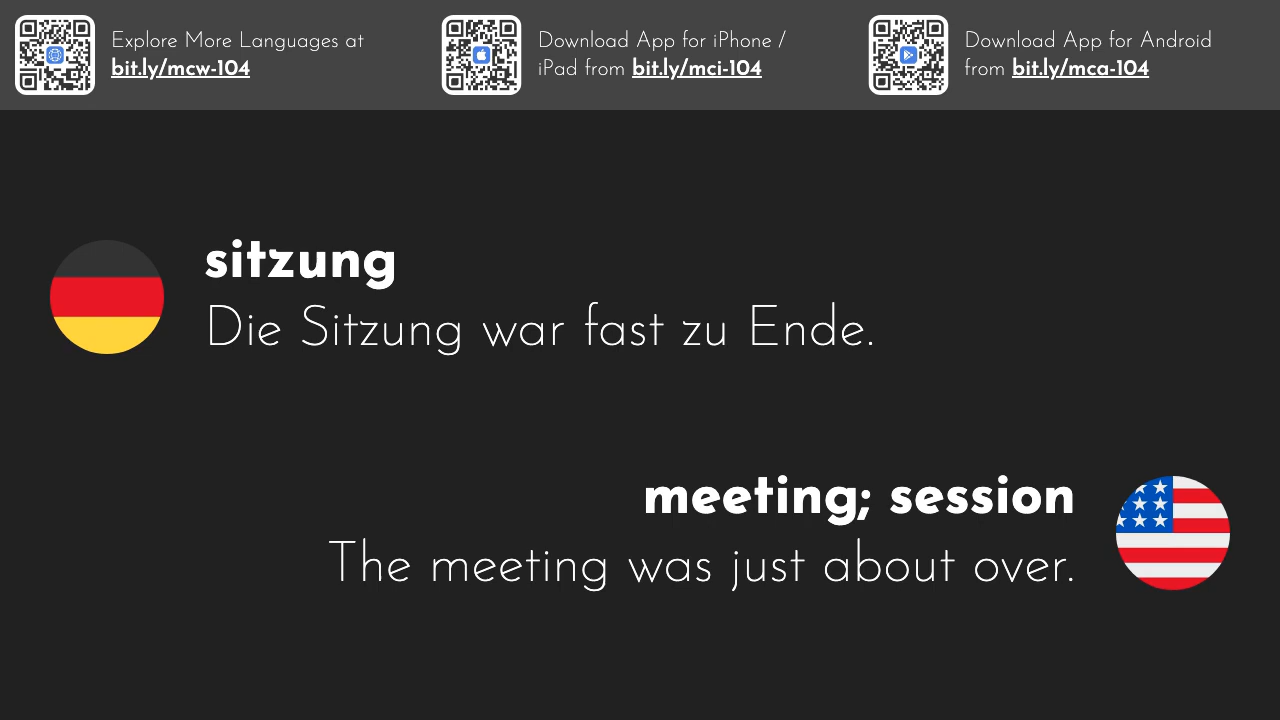 Explore More Languages at
bit.ly/mcw-104
Download App for iPhone /
iPad from bit.ly/mci-104
Download App for Android
from bit.ly/mca-104
sitzung
Die Sitzung war fast zu Ende.
meeting; session
The meeting was just about over.